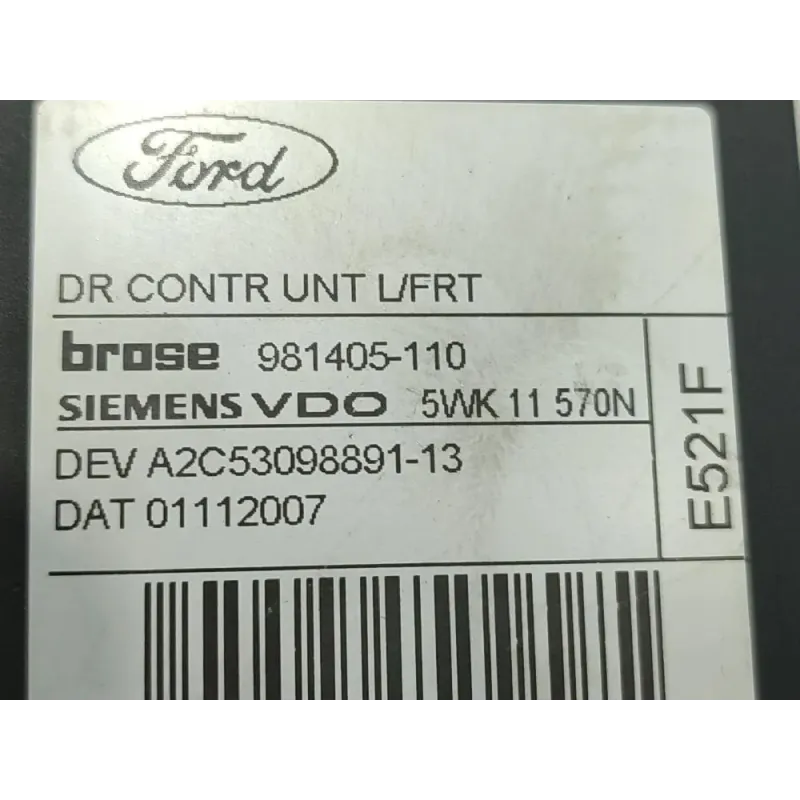 Ford
DR CONTR UNT L/FRT
brose 981405-110
SIEMENS VDO 5WK 11 570N
DEV A2C53098891-13
DAT 01112007
E521F